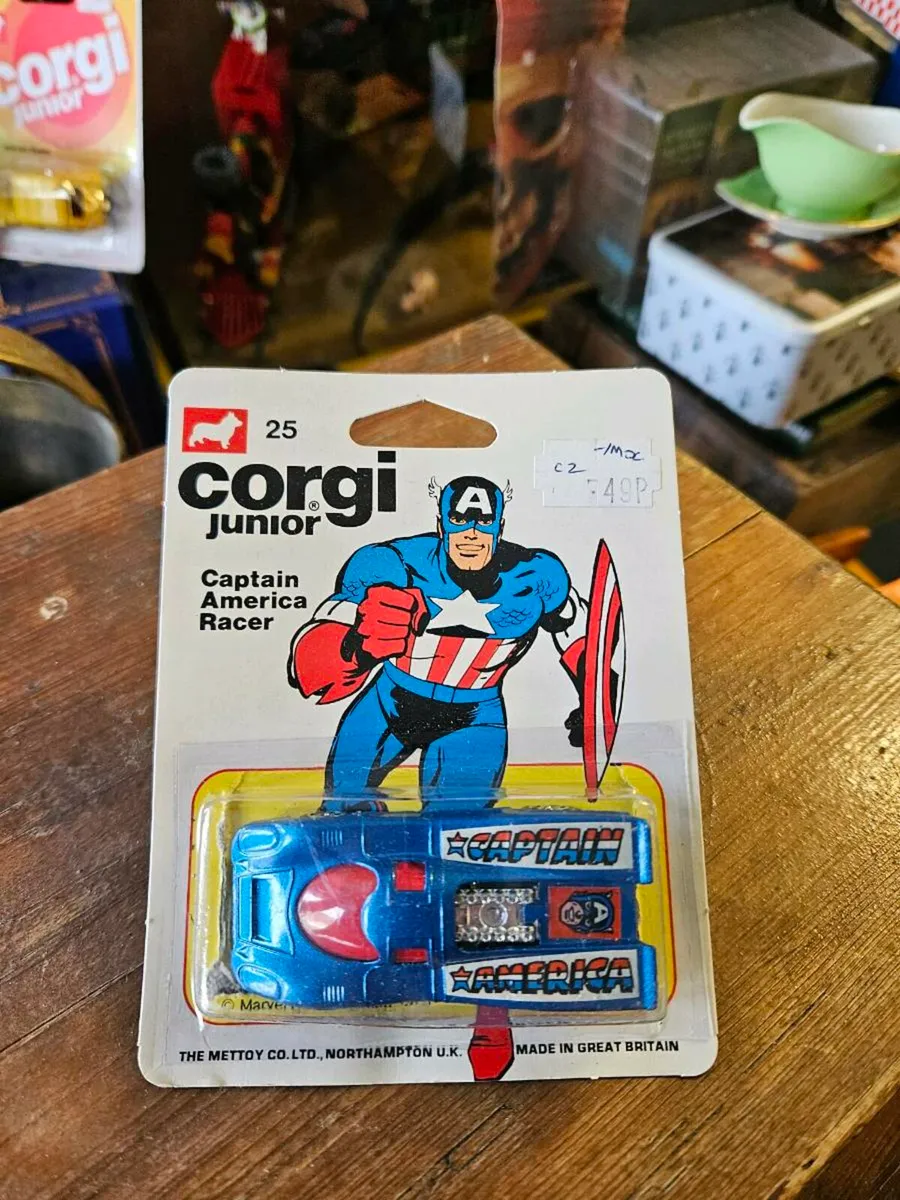 corgi
junior
25
corgi®
junior
c2 -/MOC
49P
Captain
America
Racer
A
CAPTAIN
A
AMERICA
© Marvel
THE METTOY CO. LTD., NORTHAMPTON U.K. MADE IN GREAT BRITAIN